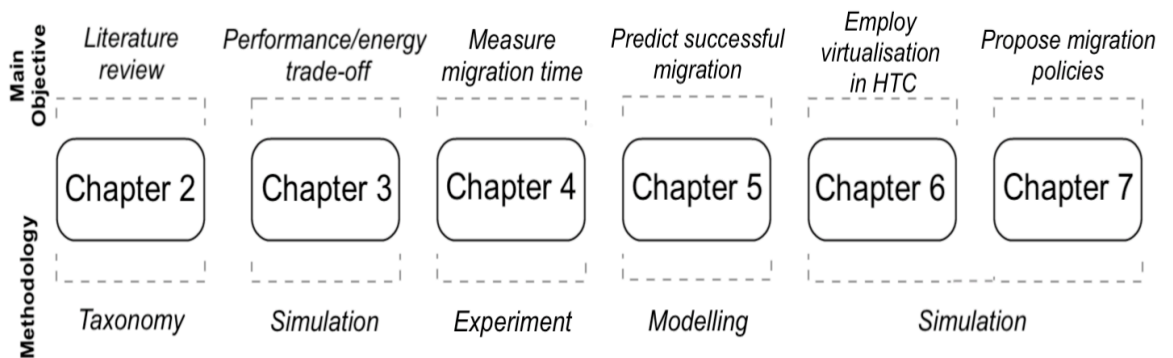 Main
Objective
Literature
review
Performance/energy
trade-off
Measure
migration time
Predict successful
migration
Employ
virtualisation
in HTC
Propose migration
policies
Chapter 2
Chapter 3
Chapter 4
Chapter 5
Chapter 6
Chapter 7
Methodology
Taxonomy
Simulation
Experiment
Modelling
Simulation